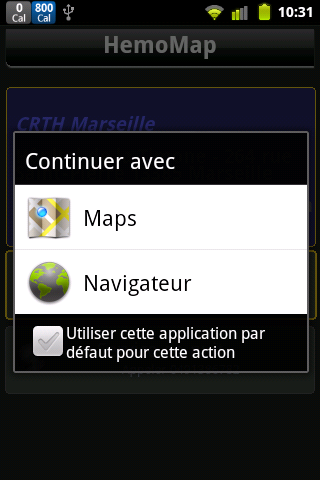 0 Cal 800 Cal 10:31
HemoMap
CRTH Marseille
Continuer avec
Maps
Navigateur
Utiliser cette application par
défaut pour cette action